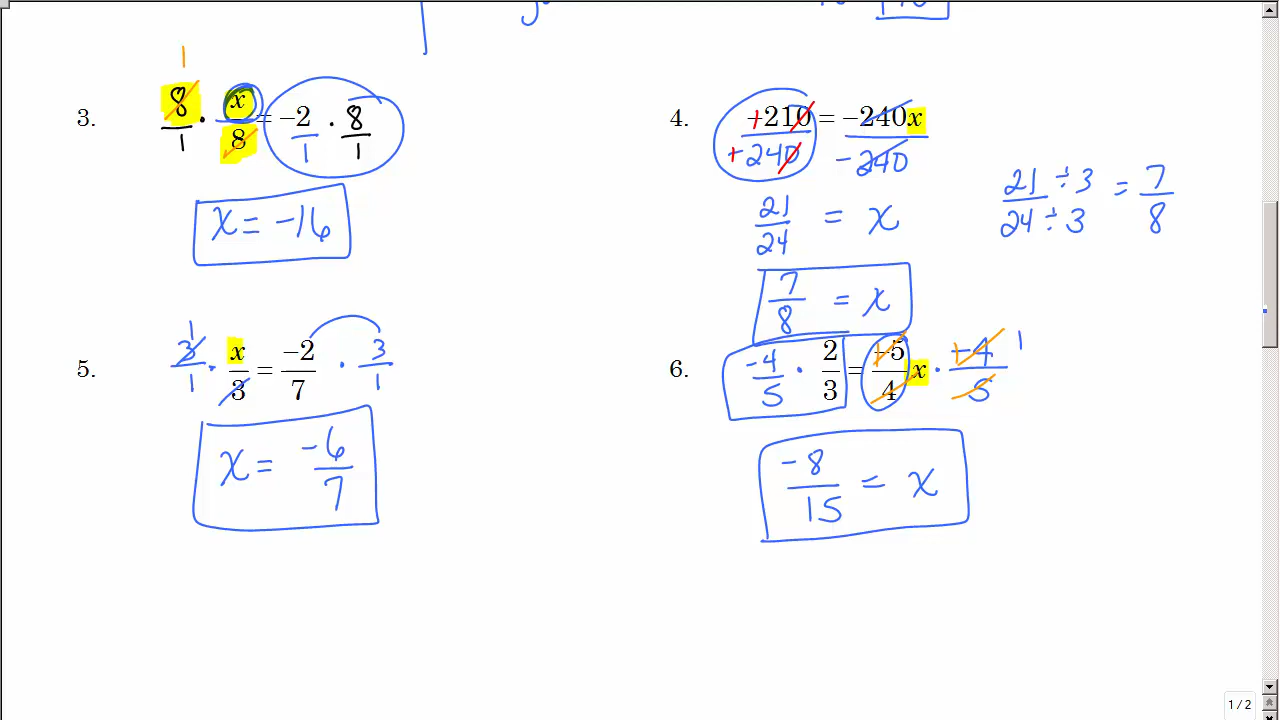 3. 8/1 · x/8 = -2/1 · 8/1
1
x = -16
4. +210/+240 = -240x/-240
21/24 = x
21 ÷ 3/24 ÷ 3 = 7/8
7/8 = x
5. 3/1 · x/3 = -2/7 · 3/1
1
x = -6/7
6. -4/5 · 2/3 = -5/4 x · -4/5
1
-8/15 = x
1 / 2